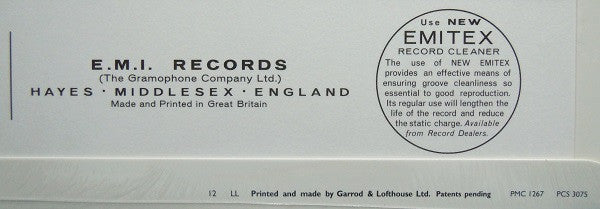 E.M.I. RECORDS
(The Gramophone Company Ltd.)
HAYES · MIDDLESEX · ENGLAND
Made and Printed in Great Britain
Use NEW
EMITEX
RECORD CLEANER
The use of NEW EMITEX
provides an effective means of
ensuring groove cleanliness so
essential to good reproduction.
Its regular use will lengthen the
life of the record and reduce
the static charge. Available
from Record Dealers.
12 LL Printed and made by Garrod & Lofthouse Ltd. Patents pending PMC 1267 PCS 3075